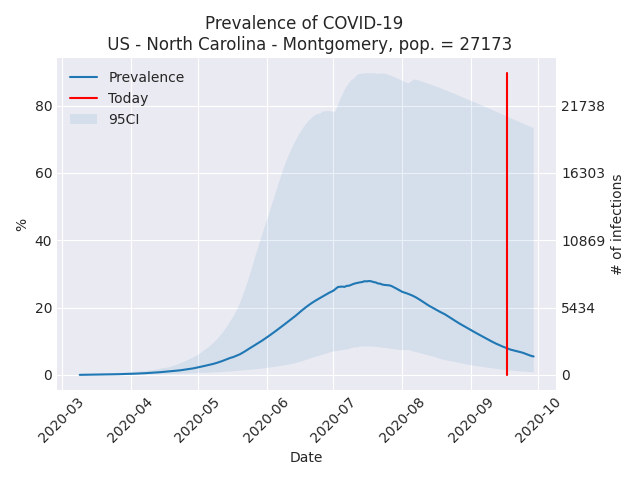 Prevalence of COVID-19
US - North Carolina - Montgomery, pop. = 27173
Prevalence
Today
95CI
80
60
40
20
0
%
21738
16303
10869
5434
0
# of infections
2020-03
2020-04
2020-05
2020-06
2020-07
2020-08
2020-09
2020-10
Date